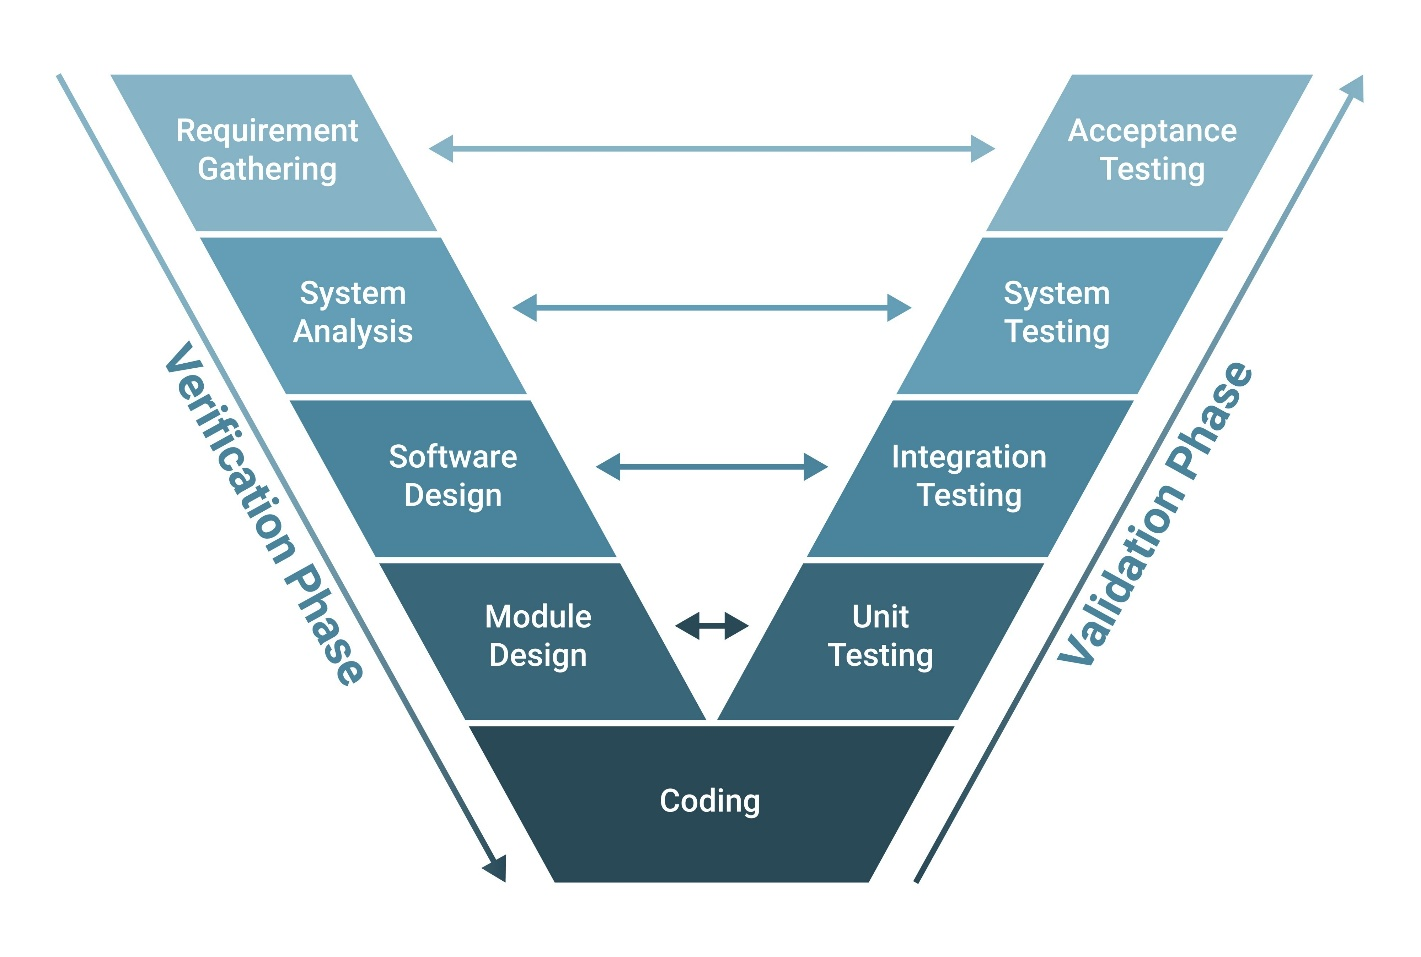 Requirement
Gathering
Acceptance
Testing
System
Analysis
System
Testing
Software
Design
Integration
Testing
Module
Design
Unit
Testing
Coding
Verification Phase
Validation Phase